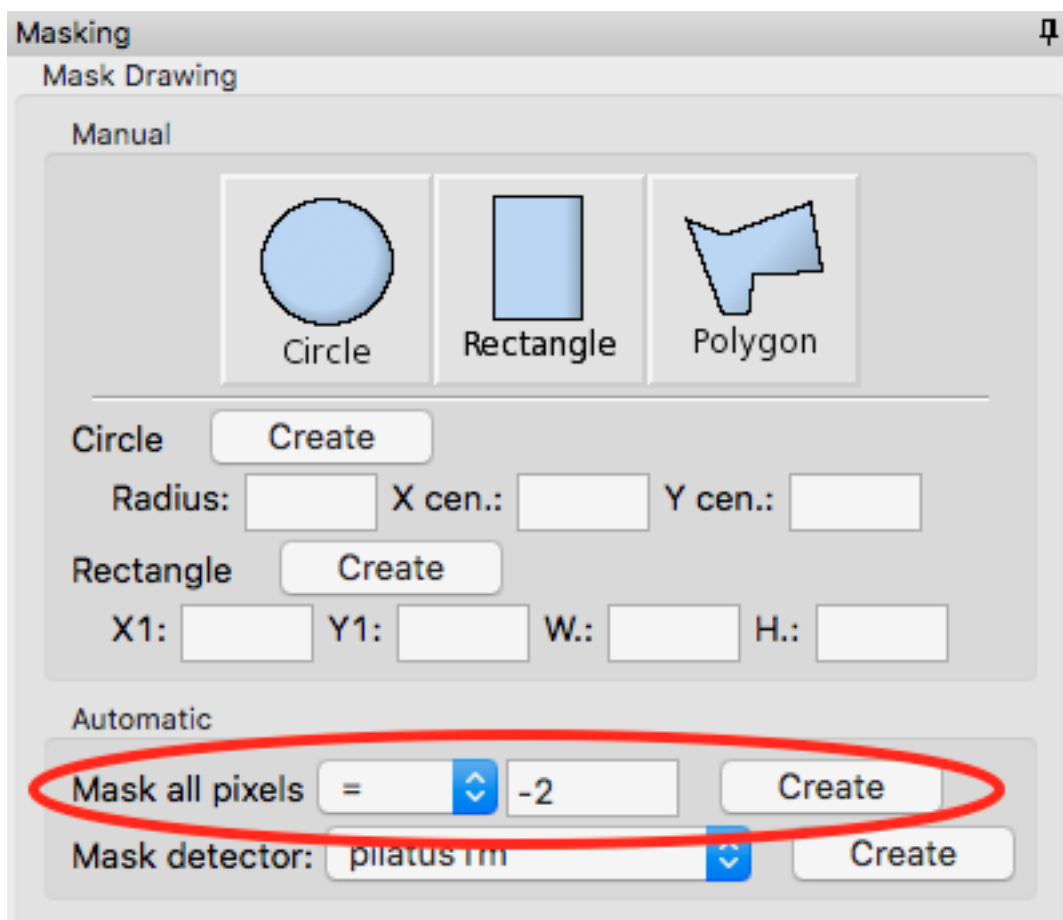 Masking
Mask Drawing
Manual
Circle Rectangle Polygon
Circle Create
Radius: X cen.: Y cen.:
Rectangle Create
X1: Y1: W.: H.:
Automatic
Mask all pixels = -2 Create
Mask detector: pilatus1m Create